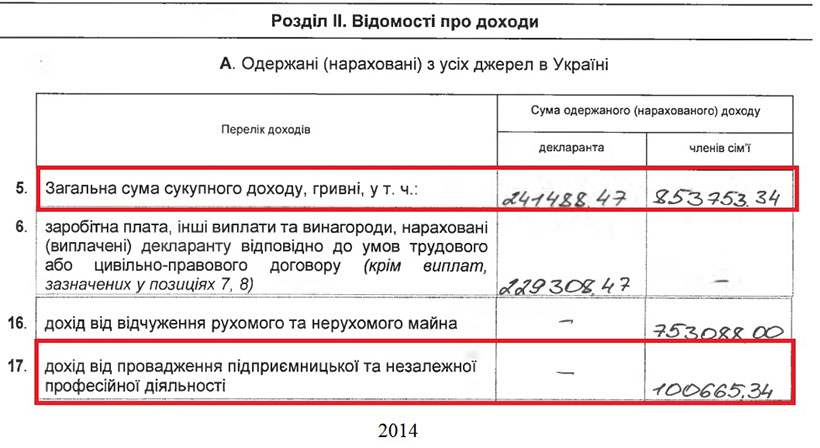 Розділ II. Відомості про доходи
А. Одержані (нараховані) з усіх джерел в Україні
Перелік доходів
Сума одержаного (нарахованого) доходу
декларанта
членів сім'ї
5. Загальна сума сукупного доходу, гривні, у т. ч.: 241488.47 853753.34
6. заробітна плата, інші виплати та винагороди, нараховані
(виплачені) декларанту відповідно до умов трудового
або цивільно-правового договору (крім виплат,
зазначених у позиціях 7, 8) 229308,47 –
16. дохід від відчуження рухомого та нерухомого майна – 753088.00
17. дохід від провадження підприємницької та незалежної
професійної діяльності – 100665,34
2014